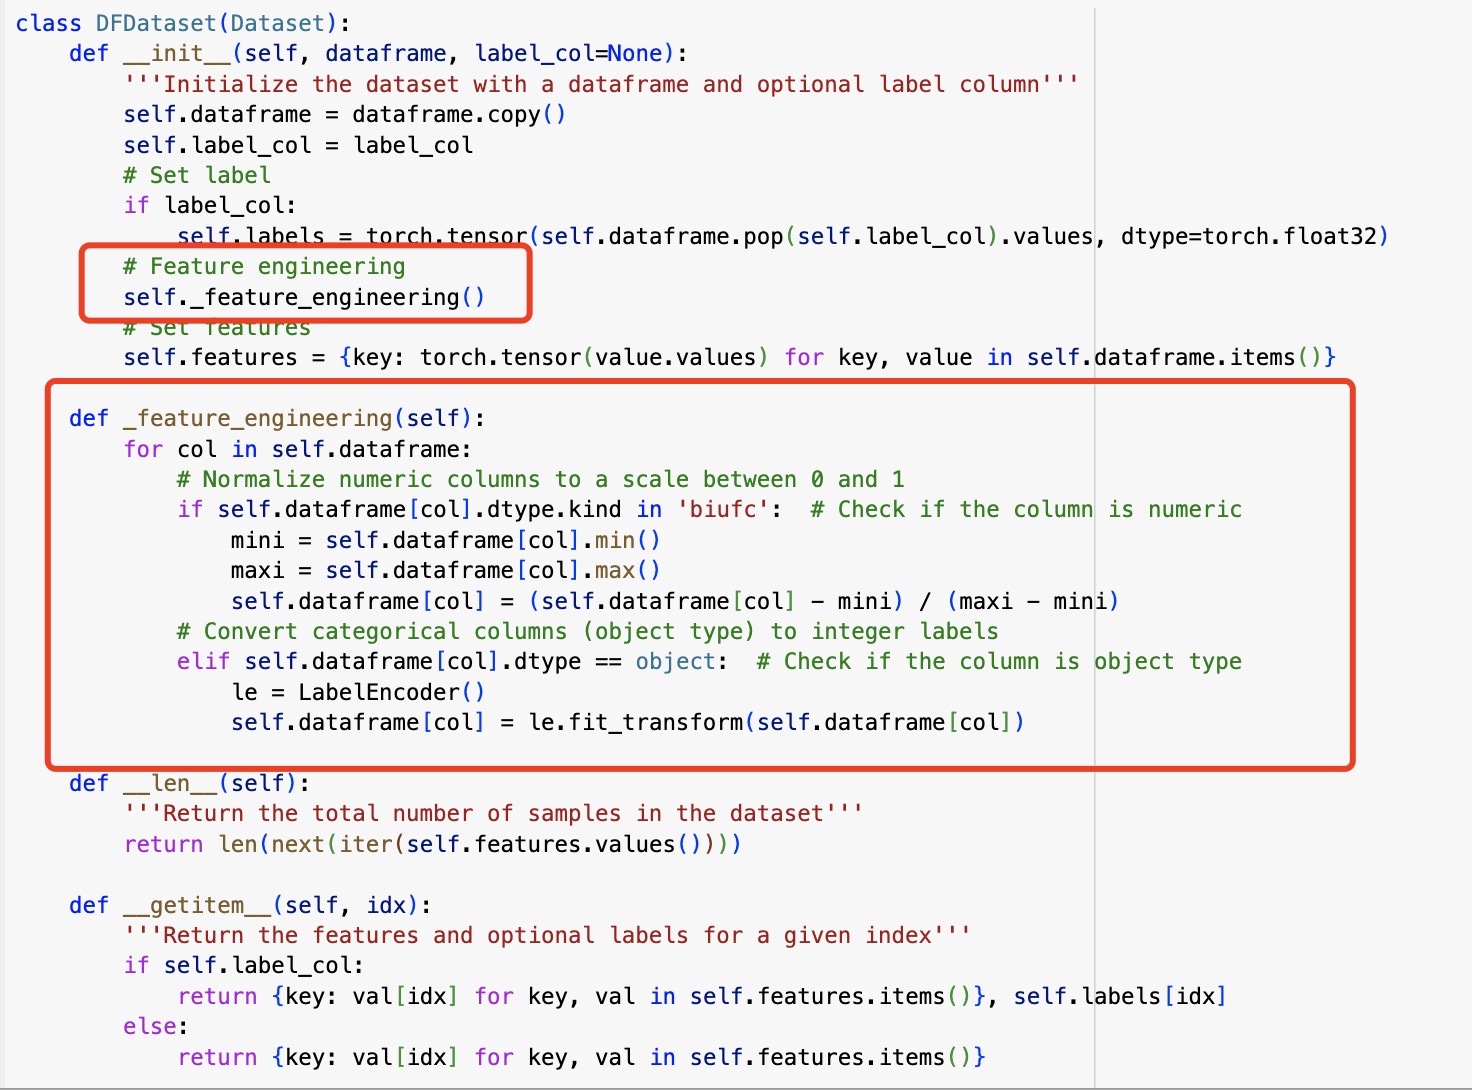 class DFDataset(Dataset):
    def __init__(self, dataframe, label_col=None):
        '''Initialize the dataset with a dataframe and optional label column'''
        self.dataframe = dataframe.copy()
        self.label_col = label_col
        # Set label
        if label_col:
            self.labels = torch.tensor(self.dataframe.pop(self.label_col).values, dtype=torch.float32)
        # Feature engineering
        self._feature_engineering()
        # Set features
        self.features = {key: torch.tensor(value.values) for key, value in self.dataframe.items()}
    def _feature_engineering(self):
        for col in self.dataframe:
            # Normalize numeric columns to a scale between 0 and 1
            if self.dataframe[col].dtype.kind in 'biufc':  # Check if the column is numeric
                mini = self.dataframe[col].min()
                maxi = self.dataframe[col].max()
                self.dataframe[col] = (self.dataframe[col] - mini) / (maxi - mini)
            # Convert categorical columns (object type) to integer labels
            elif self.dataframe[col].dtype == object:  # Check if the column is object type
                le = LabelEncoder()
                self.dataframe[col] = le.fit_transform(self.dataframe[col])
    def __len__(self):
        '''Return the total number of samples in the dataset'''
        return len(next(iter(self.features.values())))
    def __getitem__(self, idx):
        '''Return the features and optional labels for a given index'''
        if self.label_col:
            return {key: val[idx] for key, val in self.features.items()}, self.labels[idx]
        else:
            return {key: val[idx] for key, val in self.features.items()}